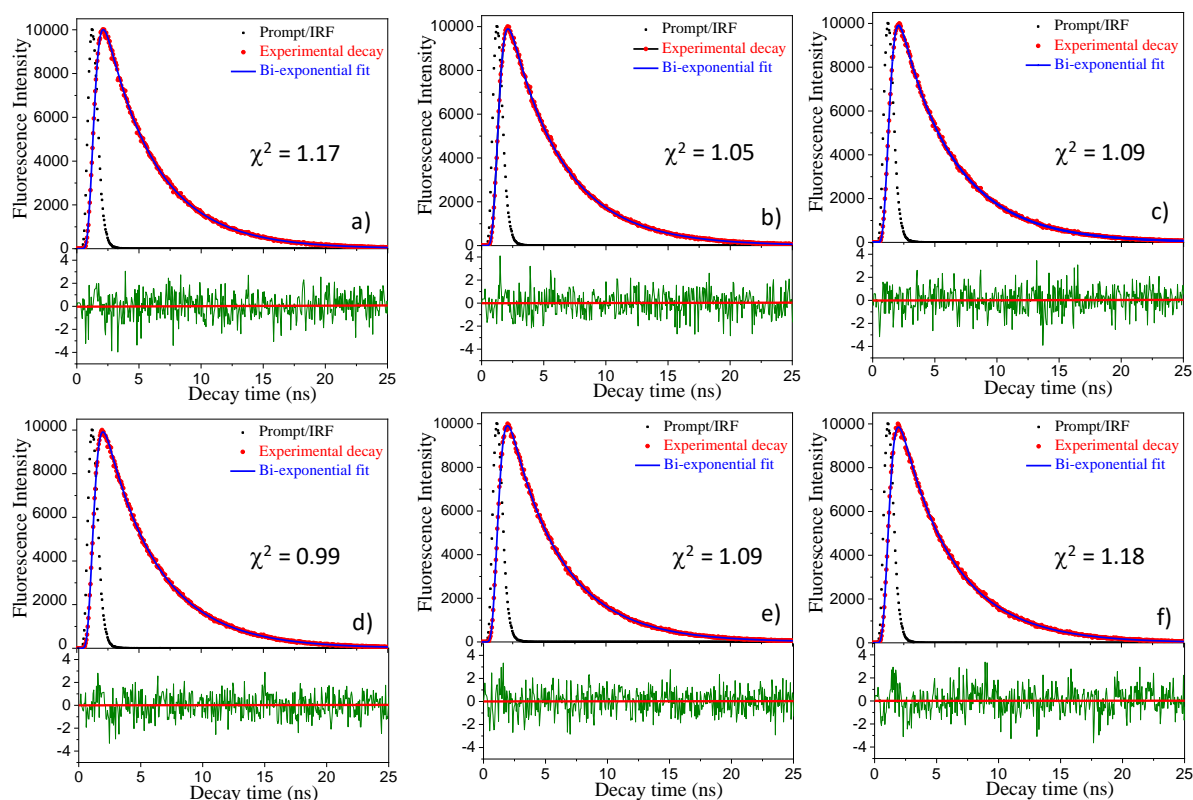 10000
8000
6000
4000
2000
0
Fluorescence Intensity
Prompt/IRF
Experimental decay
Bi-exponential fit
χ² = 1.17
a)
4
2
0
-2
-4
0 5 10 15 20 25
Decay time (ns)
10000
8000
6000
4000
2000
0
Fluorescence Intensity
Prompt/IRF
Experimental decay
Bi-exponential fit
χ² = 1.05
b)
4
2
0
-2
-4
0 5 10 15 20 25
Decay time (ns)
10000
8000
6000
4000
2000
0
Fluorescence Intensity
Prompt/IRF
Experimental decay
Bi-exponential fit
χ² = 1.09
c)
4
2
0
-2
-4
0 5 10 15 20 25
Decay time (ns)
10000
8000
6000
4000
2000
0
Fluorescence Intensity
Prompt/IRF
Experimental decay
Bi-exponential fit
χ² = 0.99
d)
4
2
0
-2
-4
0 5 10 15 20 25
Decay time (ns)
10000
8000
6000
4000
2000
0
Fluorescence Intensity
Prompt/IRF
Experimental decay
Bi-exponential fit
χ² = 1.09
e)
4
2
0
-2
-4
0 5 10 15 20 25
Decay time (ns)
10000
8000
6000
4000
2000
0
Fluorescence Intensity
Prompt/IRF
Experimental decay
Bi-exponential fit
χ² = 1.18
f)
4
2
0
-2
-4
0 5 10 15 20 25
Decay time (ns)